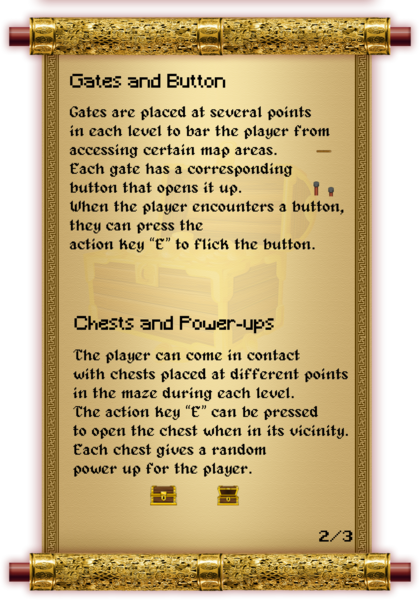 Gates and Button
Gates are placed at several points
in each level to bar the player from
accessing certain map areas.
Each gate has a corresponding
button that opens it up.
When the player encounters a button,
they can press the
action key "E" to flick the button.
Chests and Power-ups
The player can come in contact
with chests placed at different points
in the maze during each level.
The action key "E" can be pressed
to open the chest when in its vicinity.
Each chest gives a random
power up for the player.
2/3